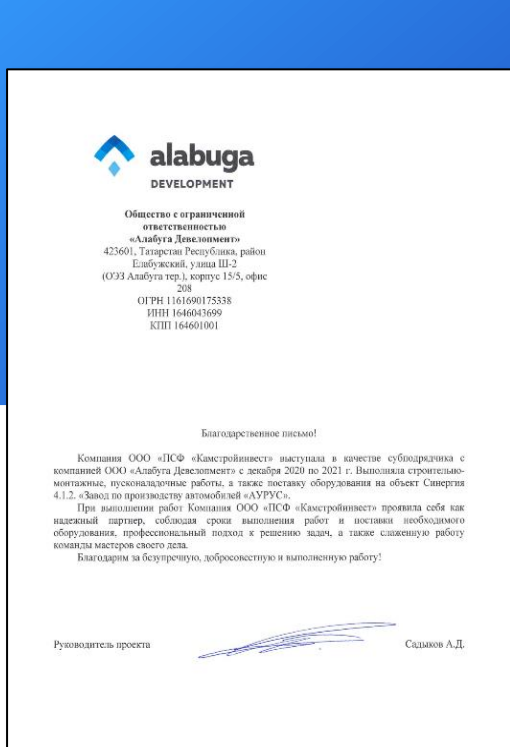 alabuga
DEVELOPMENT
Общество с ограниченной
ответственностью
«Алабуга Девелопмент»
423601, Татарстан Республика, район
Елабужский, улица Ш-2
(ОЭЗ Алабуга тер.), корпус 15/5, офис
208
ОГРН 1161690175338
ИНН 1646043699
КПП 164601001
Благодарственное письмо!
Компания ООО «ПСФ «Камстройинвест» выступала в качестве субподрядчика с
компанией ООО «Алабуга Девелопмент» с декабря 2020 по 2021 г. Выполняла строительно-
монтажные, пусконаладочные работы, а также поставку оборудования на объект Синергия
4.1.2. «Завод по производству автомобилей «АУРУС».
При выполнении работ Компания ООО «ПСФ «Камстройинвест» проявила себя как
надежный партнер, соблюдая сроки выполнения работ и поставки необходимого
оборудования, профессиональный подход к решению задач, а также слаженную работу
команды мастеров своего дела.
Благодарим за безупречную, добросовестную и выполненную работу!
Руководитель проекта Садыков А.Д.